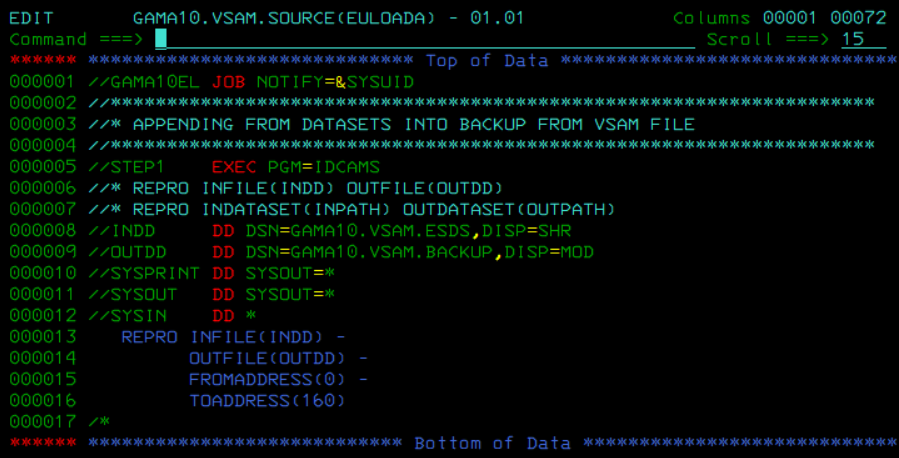 EDIT       GAMA10.VSAM.SOURCE(EULOADA) - 01.01             Columns 00001 00072
Command ===>                                                  Scroll ===> 15
****** ***************************** Top of Data ******************************
000001 //GAMA10EL JOB NOTIFY=&SYSUID
000002 //********************************************************************
000003 //* APPENDING FROM DATASETS INTO BACKUP FROM VSAM FILE
000004 //********************************************************************
000005 //STEP1    EXEC PGM=IDCAMS
000006 //* REPRO INFILE(INDD) OUTFILE(OUTDD)
000007 //* REPRO INDATASET(INPATH) OUTDATASET(OUTPATH)
000008 //INDD     DD DSN=GAMA10.VSAM.ESDS,DISP=SHR
000009 //OUTDD    DD DSN=GAMA10.VSAM.BACKUP,DISP=MOD
000010 //SYSPRINT DD SYSOUT=*
000011 //SYSOUT   DD SYSOUT=*
000012 //SYSIN    DD *
000013    REPRO INFILE(INDD) -
000014          OUTFILE(OUTDD) -
000015          FROMADDRESS(0) -
000016          TOADDRESS(160)
000017 /*
****** **************************** Bottom of Data ****************************